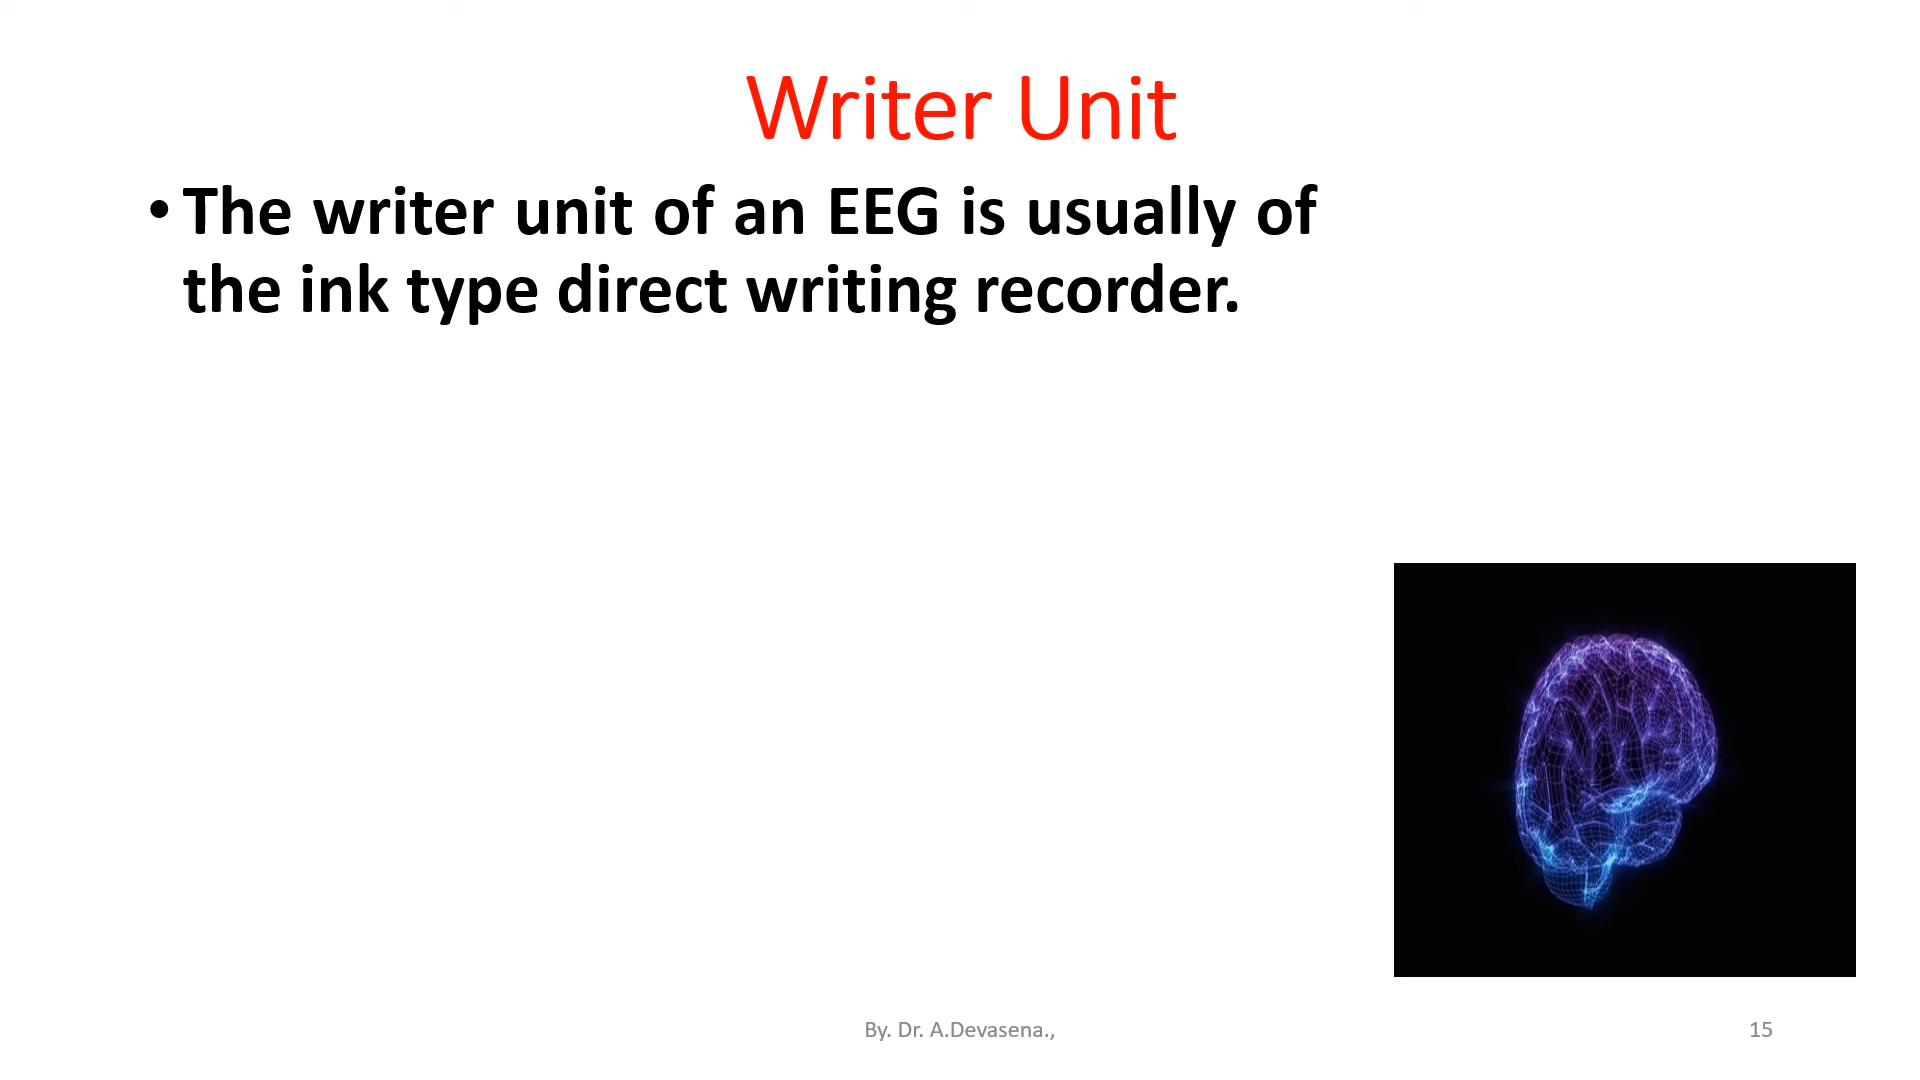 Writer Unit
• The writer unit of an EEG is usually of
the ink type direct writing recorder.
By. Dr. A.Devasena.,
15